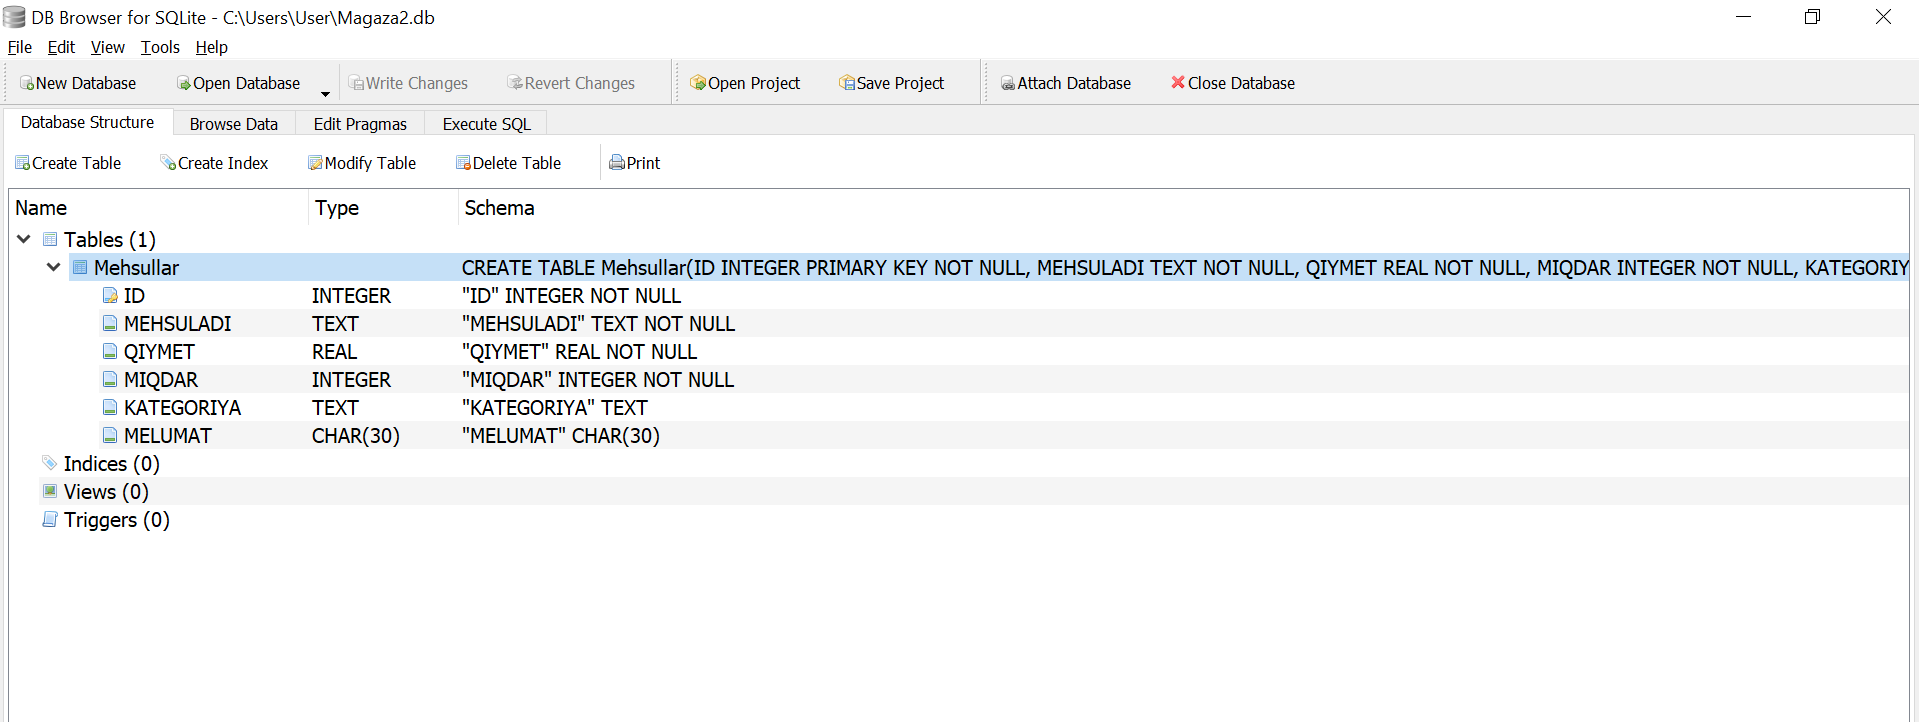 DB Browser for SQLite - C:\Users\User\Magaza2.db
File Edit View Tools Help
New Database Open Database Write Changes Revert Changes Open Project Save Project Attach Database Close Database
Database Structure Browse Data Edit Pragmas Execute SQL
Create Table Create Index Modify Table Delete Table Print
Name Type Schema
Tables (1)
Mehsullar CREATE TABLE Mehsullar(ID INTEGER PRIMARY KEY NOT NULL, MEHSULADI TEXT NOT NULL, QIYMET REAL NOT NULL, MIQDAR INTEGER NOT NULL, KATEGORIY
ID INTEGER "ID" INTEGER NOT NULL
MEHSULADI TEXT "MEHSULADI" TEXT NOT NULL
QIYMET REAL "QIYMET" REAL NOT NULL
MIQDAR INTEGER "MIQDAR" INTEGER NOT NULL
KATEGORIYA TEXT "KATEGORIYA" TEXT
MELUMAT CHAR(30) "MELUMAT" CHAR(30)
Indices (0)
Views (0)
Triggers (0)